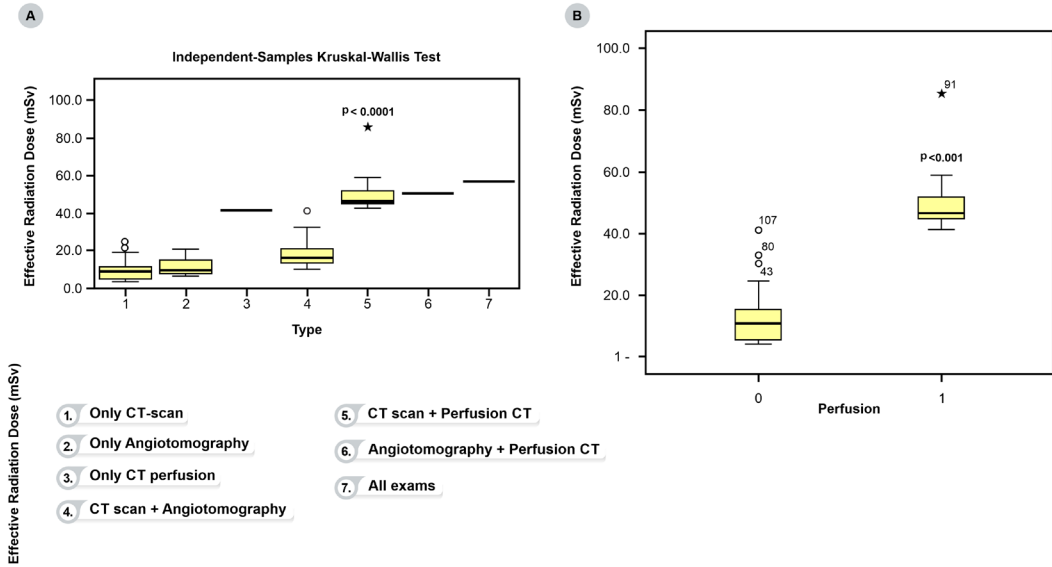 A
Independent-Samples Kruskal-Wallis Test
Effective Radiation Dose (mSv)
100.0
80.0
60.0
40.0
20.0
0.0
p < 0.0001
1 2 3 4 5 6 7
Type
B
Effective Radiation Dose (mSv)
100.0
80.0
60.0
40.0
20.0
1 -
91
p <0.001
107
80
43
0 1
Perfusion
Effective Radiation Dose (mSv)
1. Only CT-scan
2. Only Angiotomography
3. Only CT perfusion
4. CT scan + Angiotomography
5. CT scan + Perfusion CT
6. Angiotomography + Perfusion CT
7. All exams